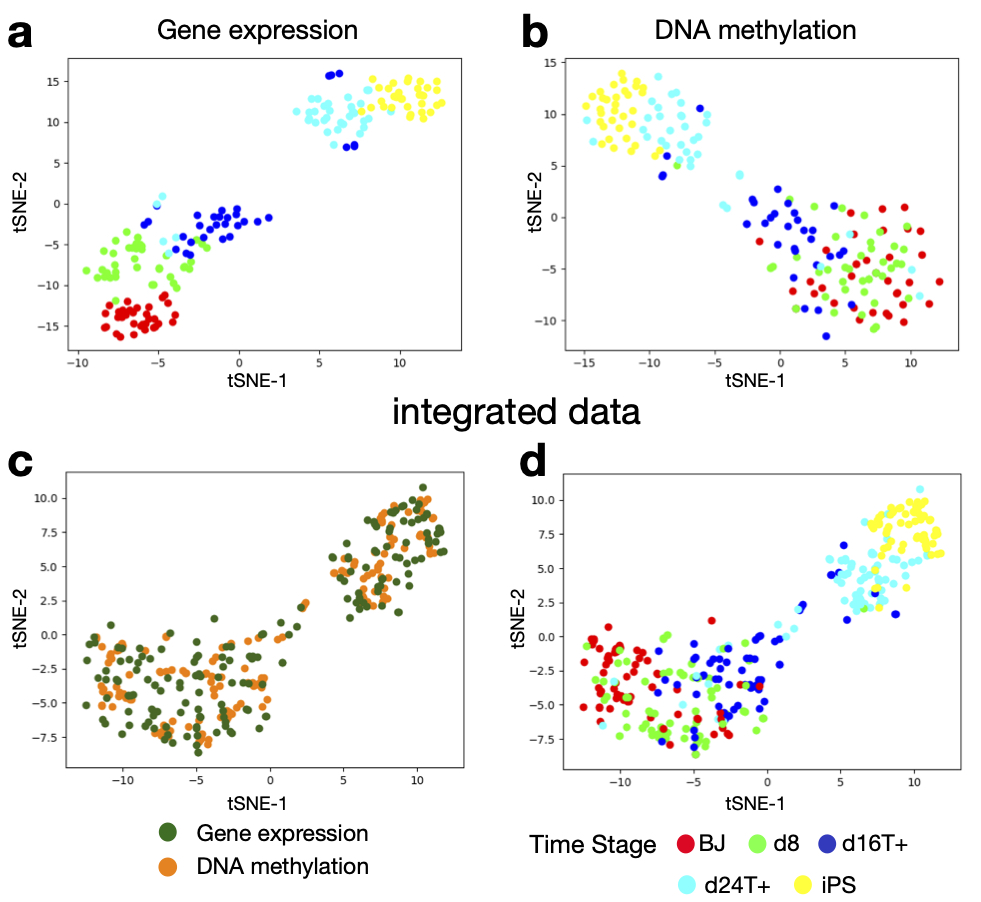 a Gene expression
b DNA methylation
15
10
5
0
−5
−10
−15
tSNE-2
−10 −5 0 5 10
tSNE-1
15
10
5
0
−5
−10
tSNE-2
−15 −10 −5 0 5 10
tSNE-1
integrated data
c
10.0
7.5
5.0
2.5
0.0
−2.5
−5.0
−7.5
tSNE-2
−10 −5 0 5 10
tSNE-1
Gene expression
DNA methylation
d
10.0
7.5
5.0
2.5
0.0
−2.5
−5.0
−7.5
tSNE-2
−10 −5 0 5 10
tSNE-1
Time Stage BJ d8 d16T+
d24T+ iPS